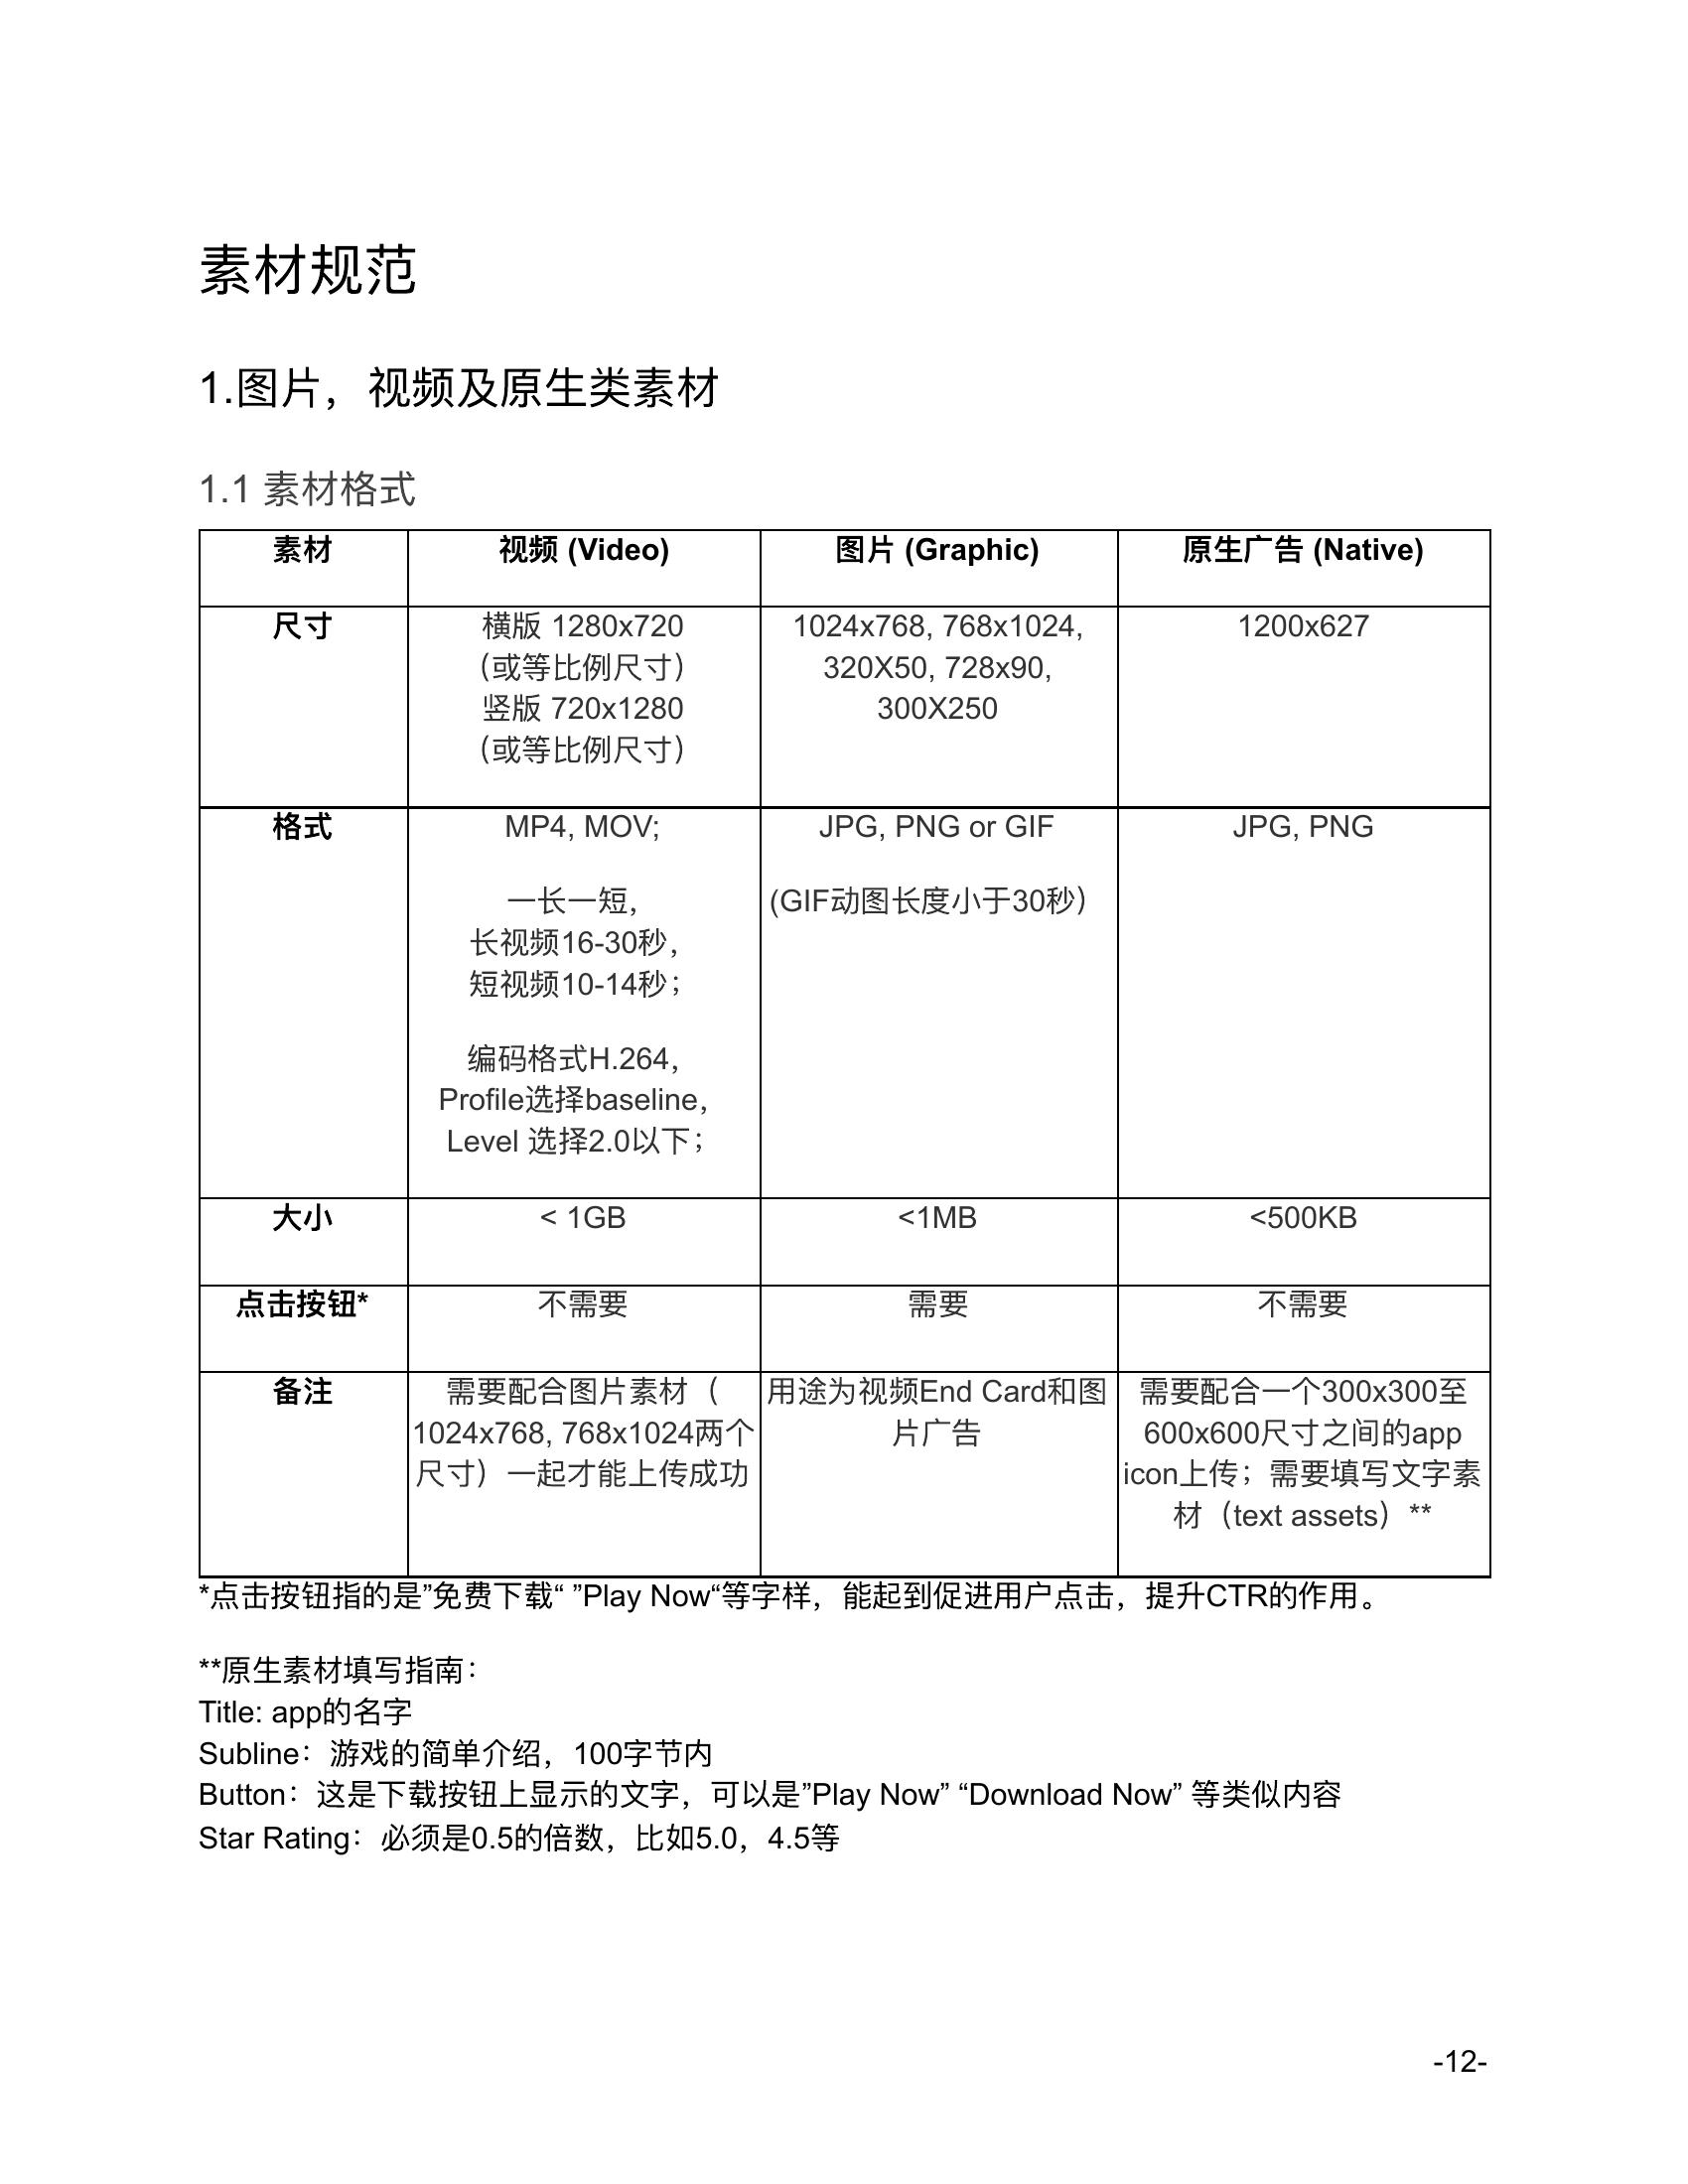 素材规范
1.图片，视频及原生类素材
1.1 素材格式
素材
视频 (Video)
图片 (Graphic)
原生广告 (Native)
尺寸
横版 1280x720
（或等比例尺寸）
竖版 720x1280
（或等比例尺寸）
1024x768, 768x1024,
320X50, 728x90,
300X250
1200x627
格式
MP4, MOV;
一长一短，
长视频16-30秒，
短视频10-14秒；
编码格式H.264，
Profile选择baseline，
Level 选择2.0以下；
JPG, PNG or GIF
(GIF动图长度小于30秒）
JPG, PNG
大小
< 1GB
<1MB
<500KB
点击按钮*
不需要
需要
不需要
备注
需要配合图片素材（
1024x768, 768x1024两个
尺寸）一起才能上传成功
用途为视频End Card和图
片广告
需要配合一个300x300至
600x600尺寸之间的app
icon上传；需要填写文字素
材（text assets）**
*点击按钮指的是”免费下载“ ”Play Now“等字样，能起到促进用户点击，提升CTR的作用。
**原生素材填写指南：
Title: app的名字
Subline：游戏的简单介绍，100字节内
Button：这是下载按钮上显示的文字，可以是”Play Now” “Download Now” 等类似内容
Star Rating：必须是0.5的倍数，比如5.0，4.5等
-12-